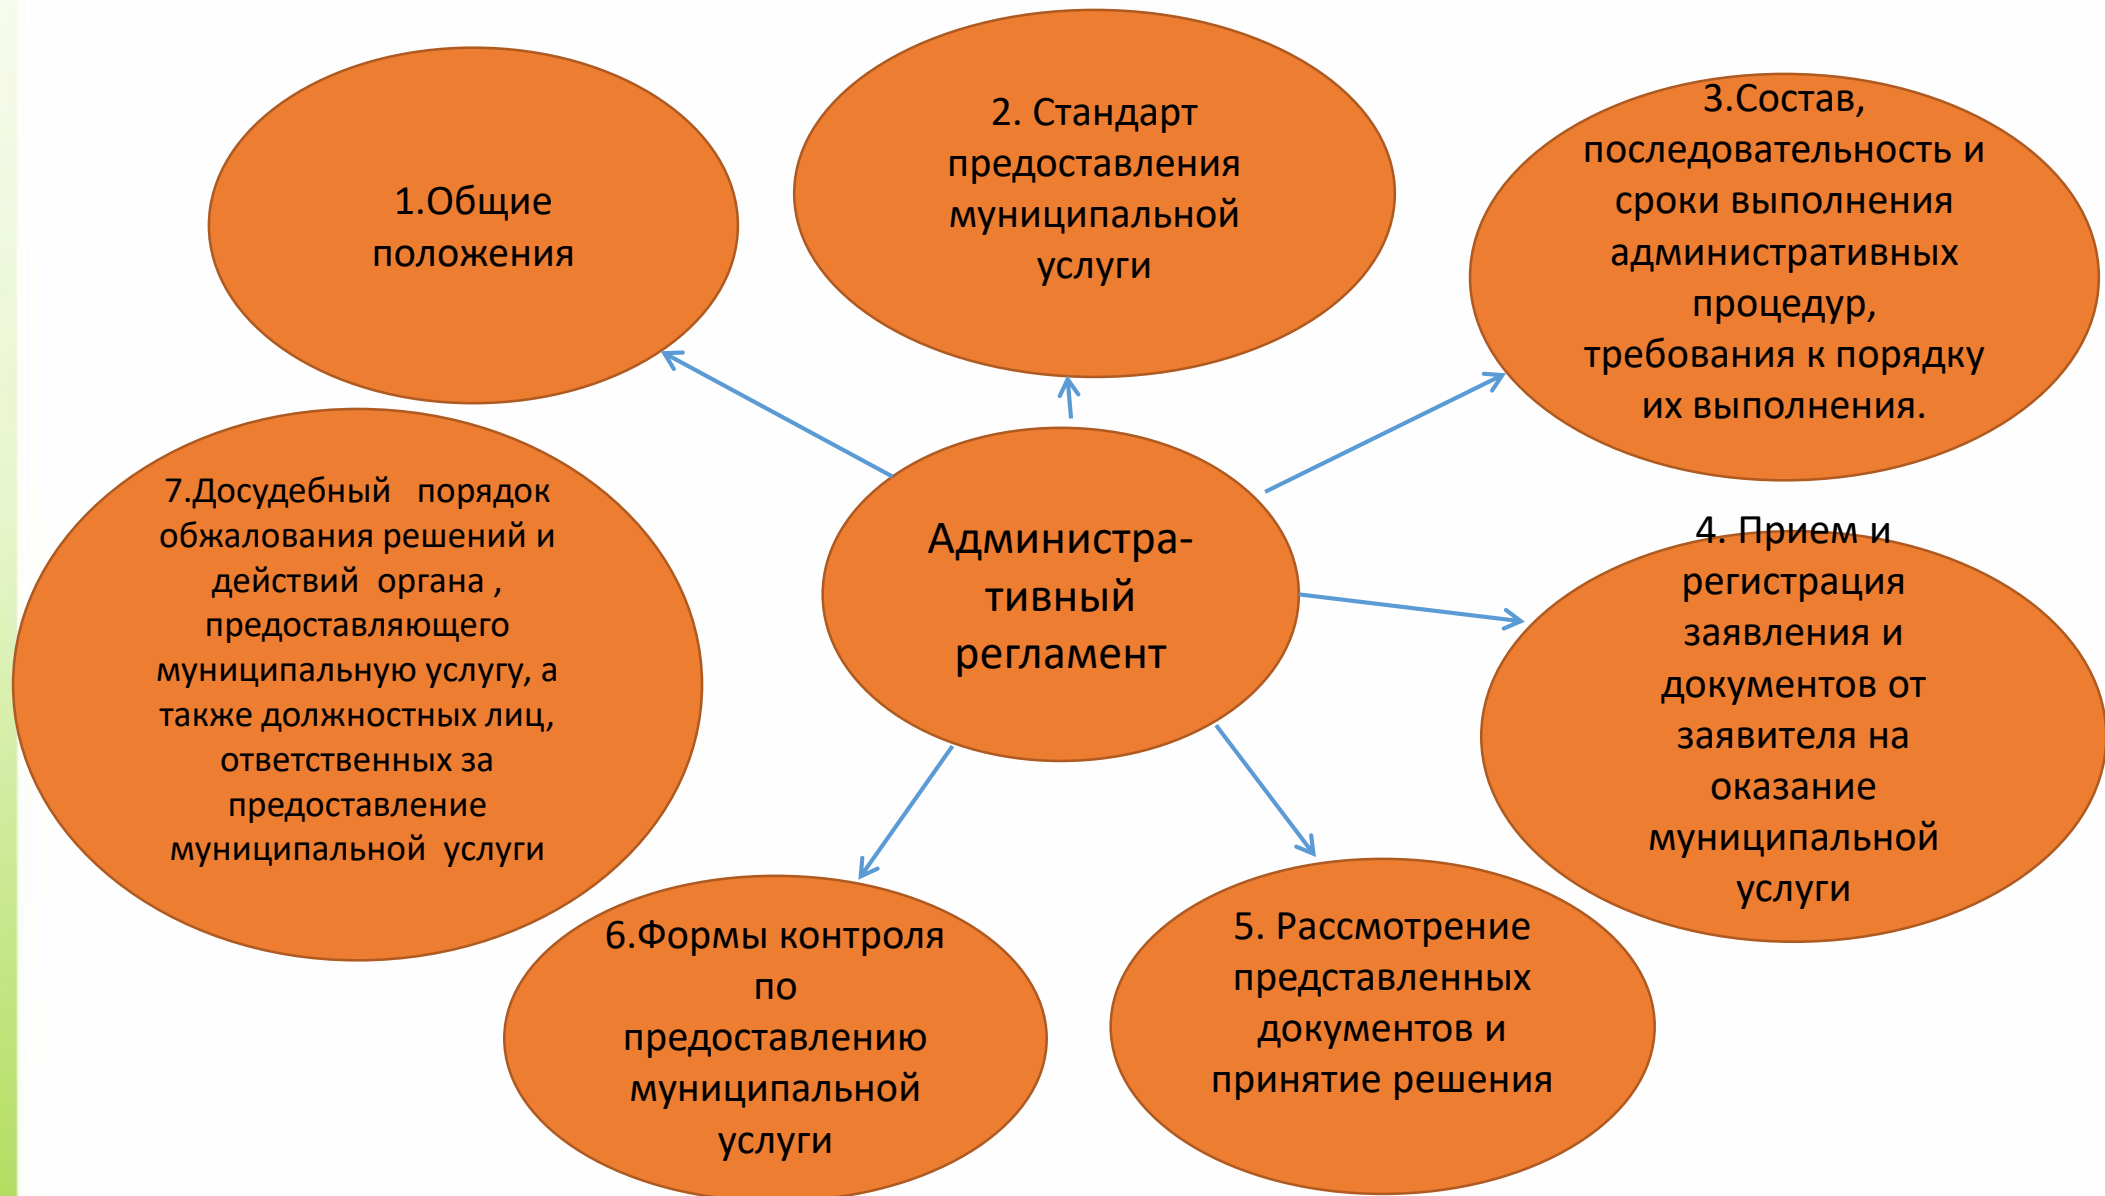 1.Общие
положения
2. Стандарт
предоставления
муниципальной
услуги
3.Состав,
последовательность и
сроки выполнения
административных
процедур,
требования к порядку
их выполнения.
Администра-
тивный
регламент
4. Прием и
регистрация
заявления и
документов от
заявителя на
оказание
муниципальной
услуги
5. Рассмотрение
представленных
документов и
принятие решения
6.Формы контроля
по
предоставлению
муниципальной
услуги
7.Досудебный порядок
обжалования решений и
действий органа ,
предоставляющего
муниципальную услугу, а
также должностных лиц,
ответственных за
предоставление
муниципальной услуги